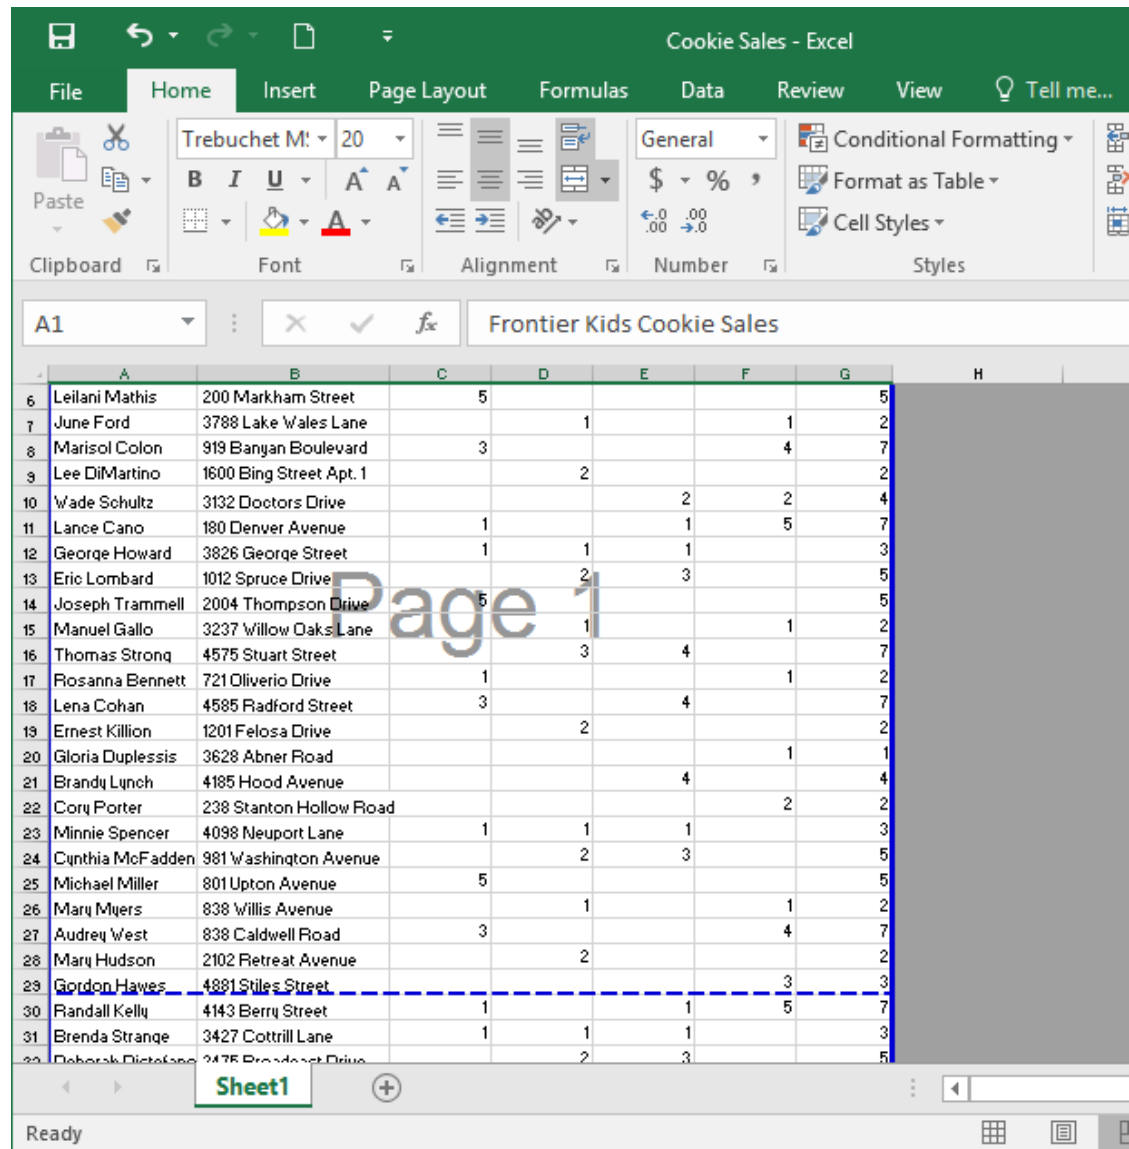 Cookie Sales - Excel
File Home Insert Page Layout Formulas Data Review View Tell me...
Trebuchet M! 20 General Conditional Formatting
B I U A A $ % , Format as Table
Paste
A .0 .00 .00 .0 Cell Styles
Clipboard Font Alignment Number Styles
A1 fx Frontier Kids Cookie Sales
A B C D E F G H
6 Leilani Mathis 200 Markham Street 5 5
7 June Ford 3788 Lake Wales Lane 1 1 2
8 Marisol Colon 919 Banyan Boulevard 3 4 7
9 Lee DiMartino 1600 Bing Street Apt. 1 2 2
10 Wade Schultz 3132 Doctors Drive 2 2 4
11 Lance Cano 180 Denver Avenue 1 1 5 7
12 George Howard 3826 George Street 1 1 1 3
13 Eric Lombard 1012 Spruce Drive 2 3 5
Page 1
14 Joseph Trammell 2004 Thompson Drive 5 5
15 Manuel Gallo 3237 Willow Oaks Lane 1 1 2
16 Thomas Strong 4575 Stuart Street 3 4 7
17 Rosanna Bennett 721 Oliverio Drive 1 1 2
18 Lena Cohan 4585 Radford Street 3 4 7
19 Ernest Killion 1201 Felosa Drive 2 2
20 Gloria Duplessis 3628 Abner Road 1 1
21 Brandy Lynch 4185 Hood Avenue 4 4
22 Cory Porter 238 Stanton Hollow Road 2 2
23 Minnie Spencer 4098 Neuport Lane 1 1 1 3
24 Cynthia McFadden 981 Washington Avenue 2 3 5
25 Michael Miller 801 Upton Avenue 5 5
26 Mary Myers 838 Willis Avenue 1 1 2
27 Audrey West 838 Caldwell Road 3 4 7
28 Mary Hudson 2102 Retreat Avenue 2 2
29 Gordon Hawes 4881 Stiles Street 3 3
30 Randall Kelly 4143 Berry Street 1 1 5 7
31 Brenda Strange 3427 Cottrill Lane 1 1 1 3
32 Deborah 2475 Broadcast Drive 2 3 5
Sheet1
Ready